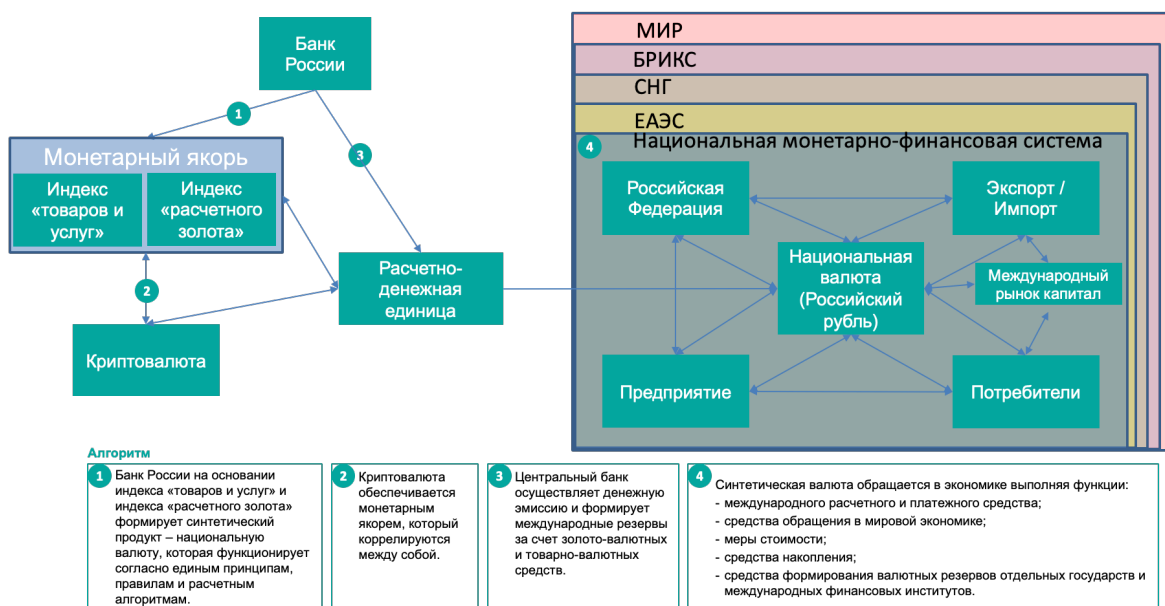 Банк
России
МИР
БРИКС
СНГ
ЕАЭС
1
3
4
Национальная монетарно-финансовая система
Монетарный якорь
Индекс
«товаров и
услуг»
Индекс
«расчетного
золота»
Российская
Федерация
Экспорт /
Импорт
Расчетно-
денежная
единица
Национальная
валюта
(Российский
рубль)
Международный
рынок капитал
2
Криптовалюта
Предприятие
Потребители
Алгоритм
1
Банк России на основании
индекса «товаров и услуг» и
индекса «расчетного золота»
формирует синтетический
продукт – национальную
валюту, которая функционирует
согласно единым принципам,
правилам и расчетным
алгоритмам.
2
Криптовалюта
обеспечивается
монетарным
якорем, который
коррелируются
между собой.
3
Центральный банк
осуществляет денежную
эмиссию и формирует
международные резервы
за счет золото-валютных
и товарно-валютных
средств.
4
Синтетическая валюта обращается в экономике выполняя функции:
- международного расчетного и платежного средства;
- средства обращения в мировой экономике;
- меры стоимости;
- средства накопления;
- средства формирования валютных резервов отдельных государств и
международных финансовых институтов.